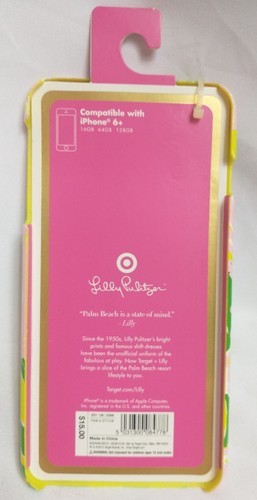 Compatible with
iPhone® 6+
16GB 64GB 128GB
Lilly Pulitzer
"Palm Beach is a state of mind."
- Lilly
Since the 1950s, Lilly Pulitzer's bright
prints and famous shift dresses
have been the unofficial uniform of the
fabulous at play. Now Target + Lilly
brings a slice of the Palm Beach resort
lifestyle to you.
Target.com/Lilly
iPhone® is a trademark of Apple Computer,
Inc. registered in the U.S. and other countries.
$15.00
Made in China